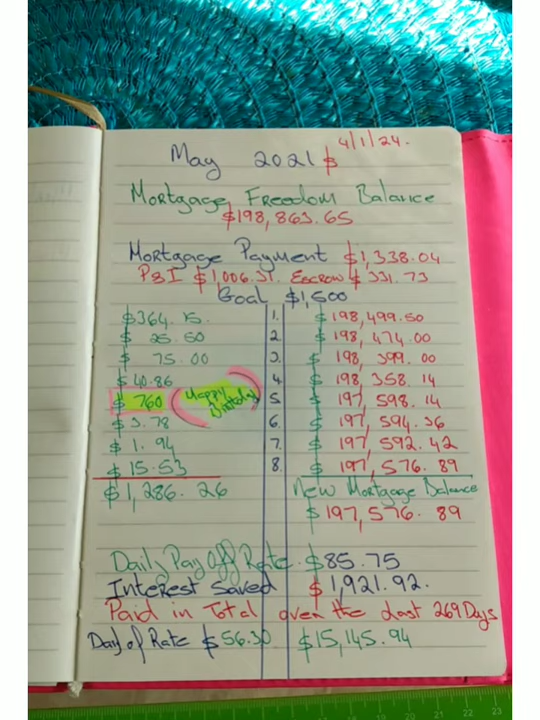 4/1/24.
May 2021 $
Mortgage Freedom Balance
$198,863.65
Mortgage Payment $1,338.04
P&I $1,006.31. Escrow $331.73
Goal $1,500
$364.15. 1. $198,499.50
$25.50 2. $198,474.00
$75.00 3. $198,399.00
$40.86 4. $198,358.14
$760 Happy Birthday 5 $197,598.14
$3.78 6. $197,594.36
$1.94 7. $197,592.42
$15.53 8. $197,576.89
$1,286.26 New Mortgage Balance
$197,576.89
Daily Pay Off Rate $85.75
Interest Saved $1,921.92.
Paid in Total over the Last 269 Days
Day of Rate $56.30 $15,145.94
22 23